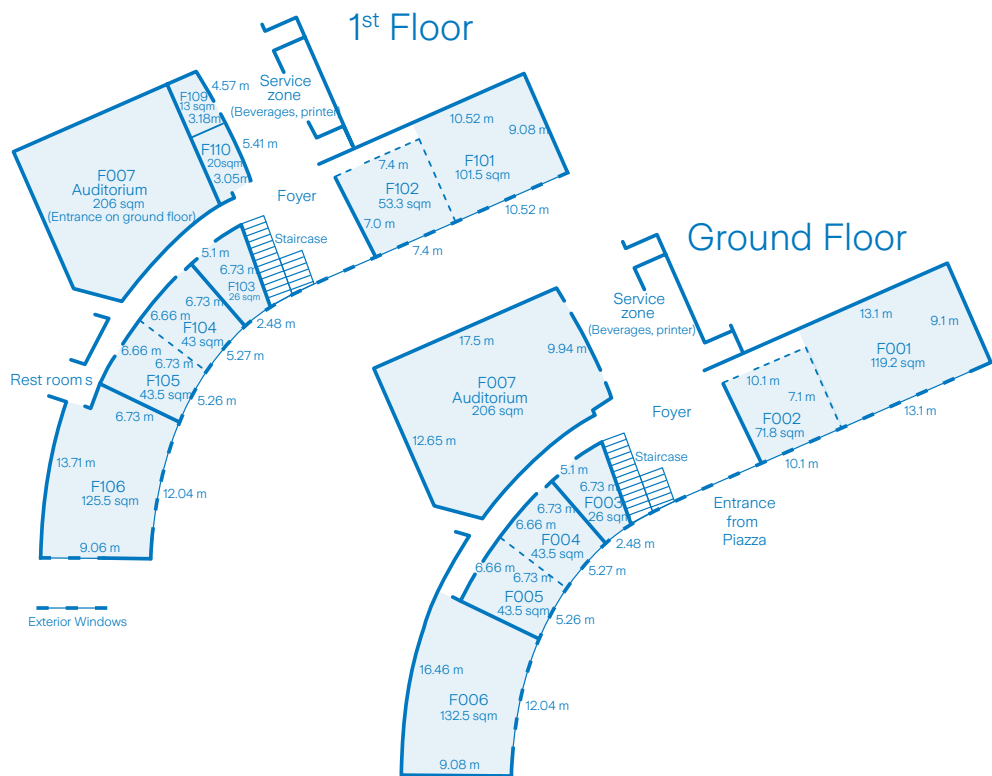 1st Floor
4.57 m
Service
zone
(Beverages, printer)
F109
13 sqm
3.18m
5.41 m
F110
20sqm
3.05m
F007
Auditorium
206 sqm
(Entrance on ground floor)
Foyer
10.52 m
9.08 m
F101
101.5 sqm
10.52 m
7.4 m
F102
53.3 sqm
7.0 m
7.4 m
Staircase
5.1 m
6.73 m
F103
26 sqm
2.48 m
6.73 m
6.66 m
F104
43 sqm
5.27 m
6.66 m
6.73 m
F105
43.5 sqm
5.26 m
Rest rooms
6.73 m
13.71 m
F106
125.5 sqm
12.04 m
9.06 m
Exterior Windows
Ground Floor
Service
zone
(Beverages, printer)
17.5 m
9.94 m
F007
Auditorium
206 sqm
12.65 m
Foyer
13.1 m
9.1 m
F001
119.2 sqm
13.1 m
10.1 m
7.1 m
F002
71.8 sqm
10.1 m
Staircase
Entrance
from
Piazza
5.1 m
6.73 m
F003
26 sqm
2.48 m
6.73 m
6.66 m
F004
43.5 sqm
5.27 m
6.66 m
6.73 m
F005
43.5 sqm
5.26 m
16.46 m
F006
132.5 sqm
12.04 m
9.08 m